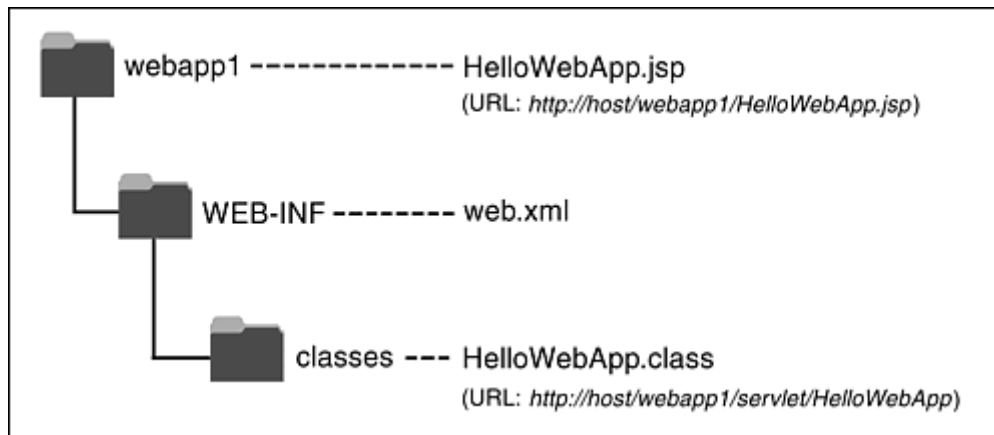 webapp1 ----------- HelloWebApp.jsp
(URL: http://host/webapp1/HelloWebApp.jsp)
WEB-INF -------- web.xml
classes --- HelloWebApp.class
(URL: http://host/webapp1/servlet/HelloWebApp)